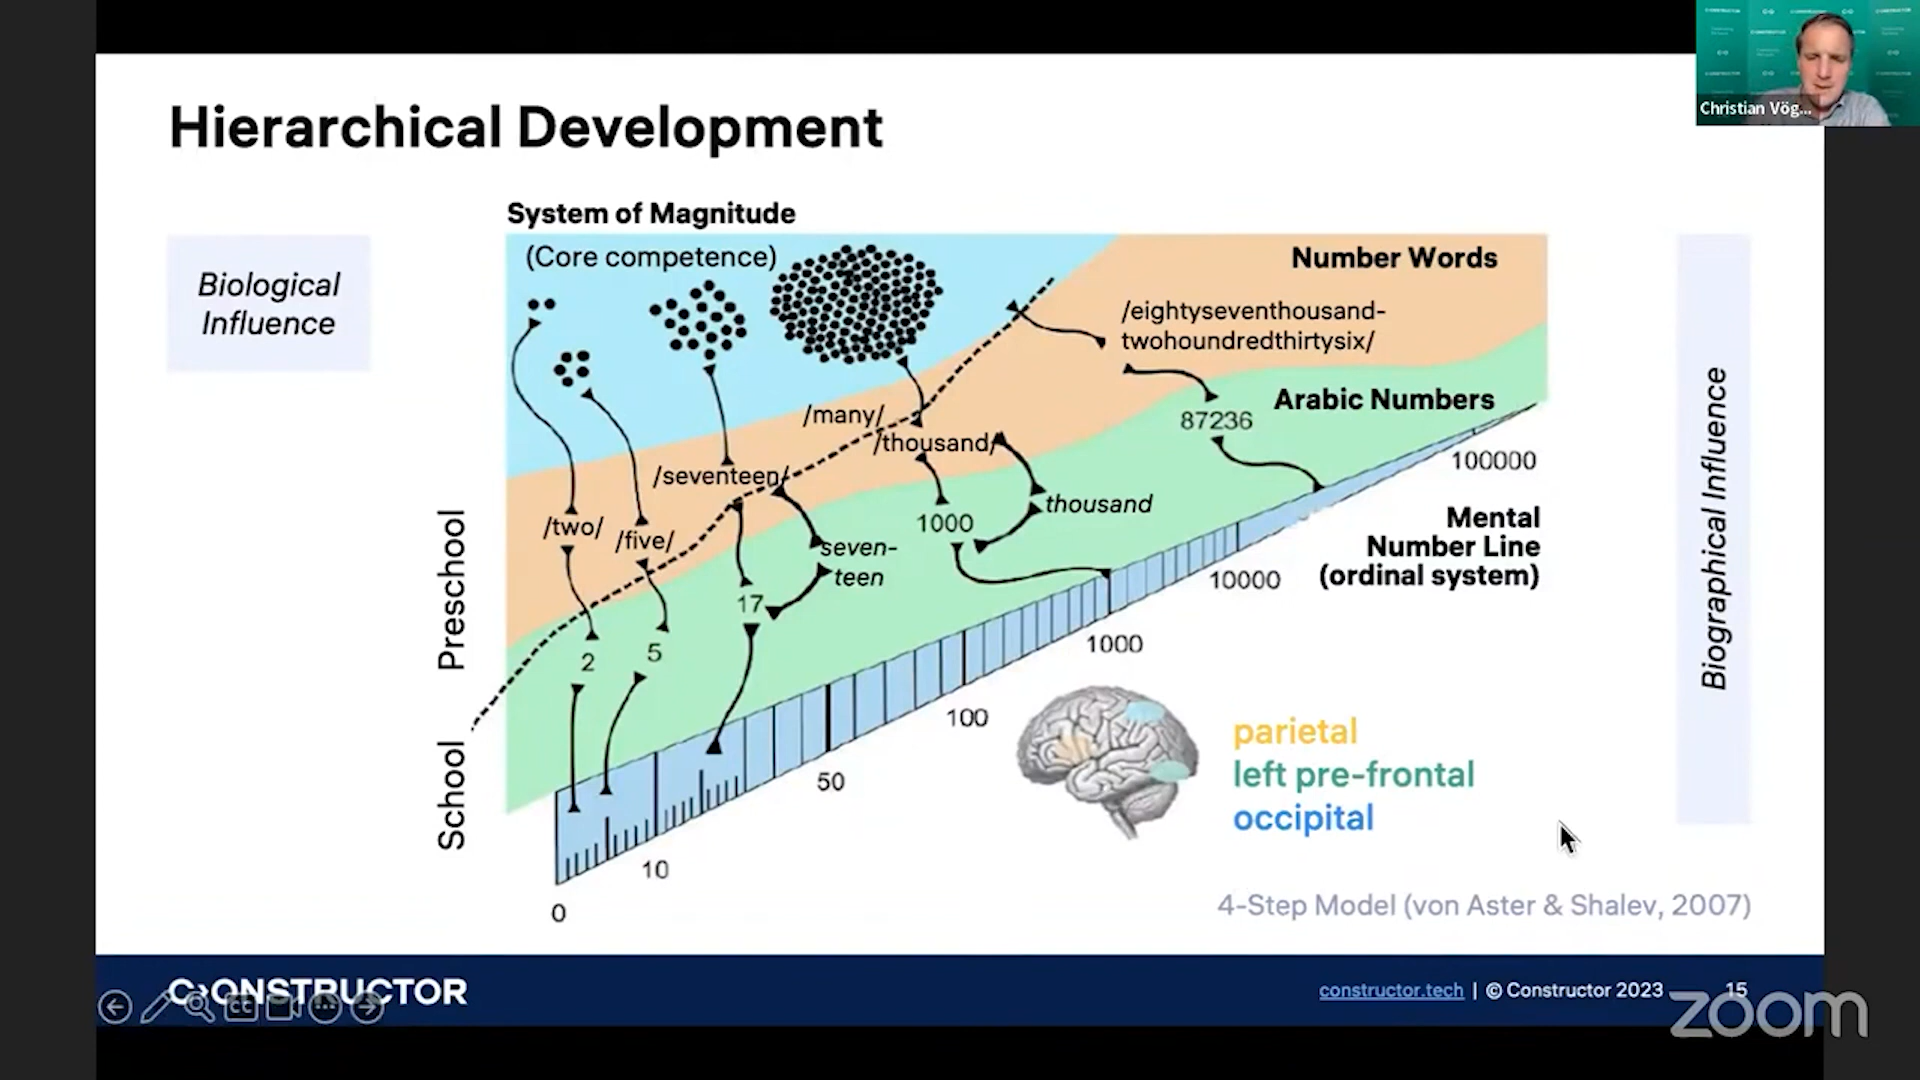 Hierarchical Development
Christian Vög...
Biological
Influence
System of Magnitude
(Core competence)
Number Words
/eightyseventhousand-
twohoundredthirtysix/
/many/
/thousand/
Arabic Numbers
87236
/seventeen/
/two/
/five/
1000
thousand
seven-
teen
17
2
5
Preschool
School
0
10
50
100
1000
10000
100000
Mental
Number Line
(ordinal system)
Biographical Influence
parietal
left pre-frontal
occipital
4-Step Model (von Aster & Shalev, 2007)
CONSTRUCTOR
constructor.tech | © Constructor 2023
15
zoom